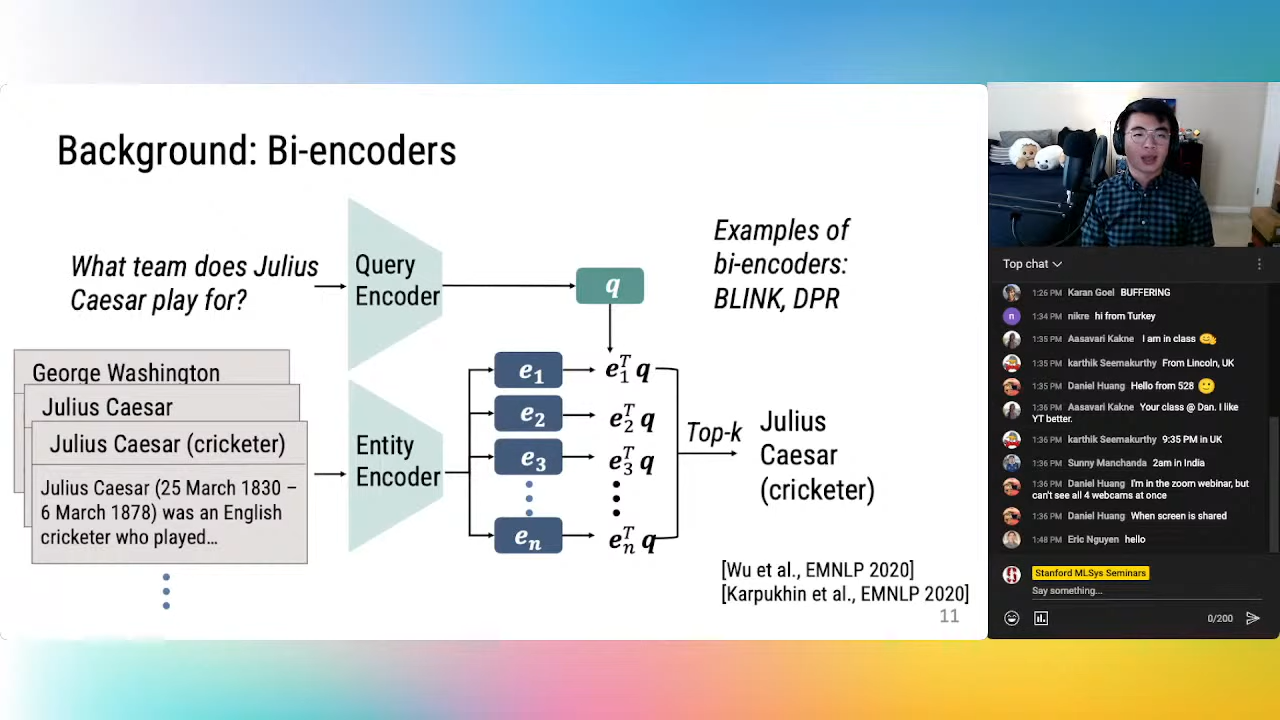 Background: Bi-encoders
What team does Julius
Caesar play for?
Query
Encoder
q
Examples of
bi-encoders:
BLINK, DPR
George Washington
Julius Caesar
Julius Caesar (cricketer)
Julius Caesar (25 March 1830 –
6 March 1878) was an English
cricketer who played…
Entity
Encoder
e1
e2
e3
en
e1^T q
e2^T q
e3^T q
en^T q
Top-k
Julius
Caesar
(cricketer)
[Wu et al., EMNLP 2020]
[Karpukhin et al., EMNLP 2020]
11
Top chat
1:26 PM Karan Goel BUFFERING
n
1:34 PM nikre hi from Turkey
1:35 PM Aasavari Kakne I am in class
1:35 PM karthik Seemakurthy From Lincoln, UK
1:35 PM Daniel Huang Hello from 528
1:36 PM Aasavari Kakne Your class @ Dan. I like
YT better.
1:36 PM karthik Seemakurthy 9:35 PM in UK
1:36 PM Sunny Manchanda 2am in India
1:36 PM Daniel Huang I'm in the zoom webinar, but
can't see all 4 webcams at once
1:36 PM Daniel Huang When screen is shared
1:48 PM Eric Nguyen hello
Stanford MLSys Seminars
Say something...
0/200